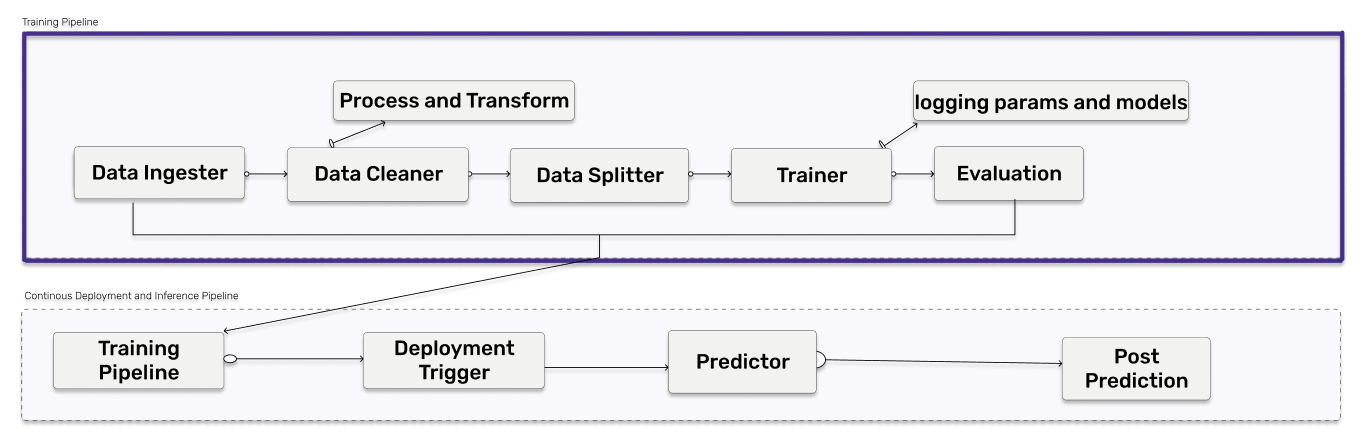 Training Pipeline
Process and Transform
logging params and models
Data Ingester
Data Cleaner
Data Splitter
Trainer
Evaluation
Continous Deployment and Inference Pipeline
Training
Pipeline
Deployment
Trigger
Predictor
Post
Prediction